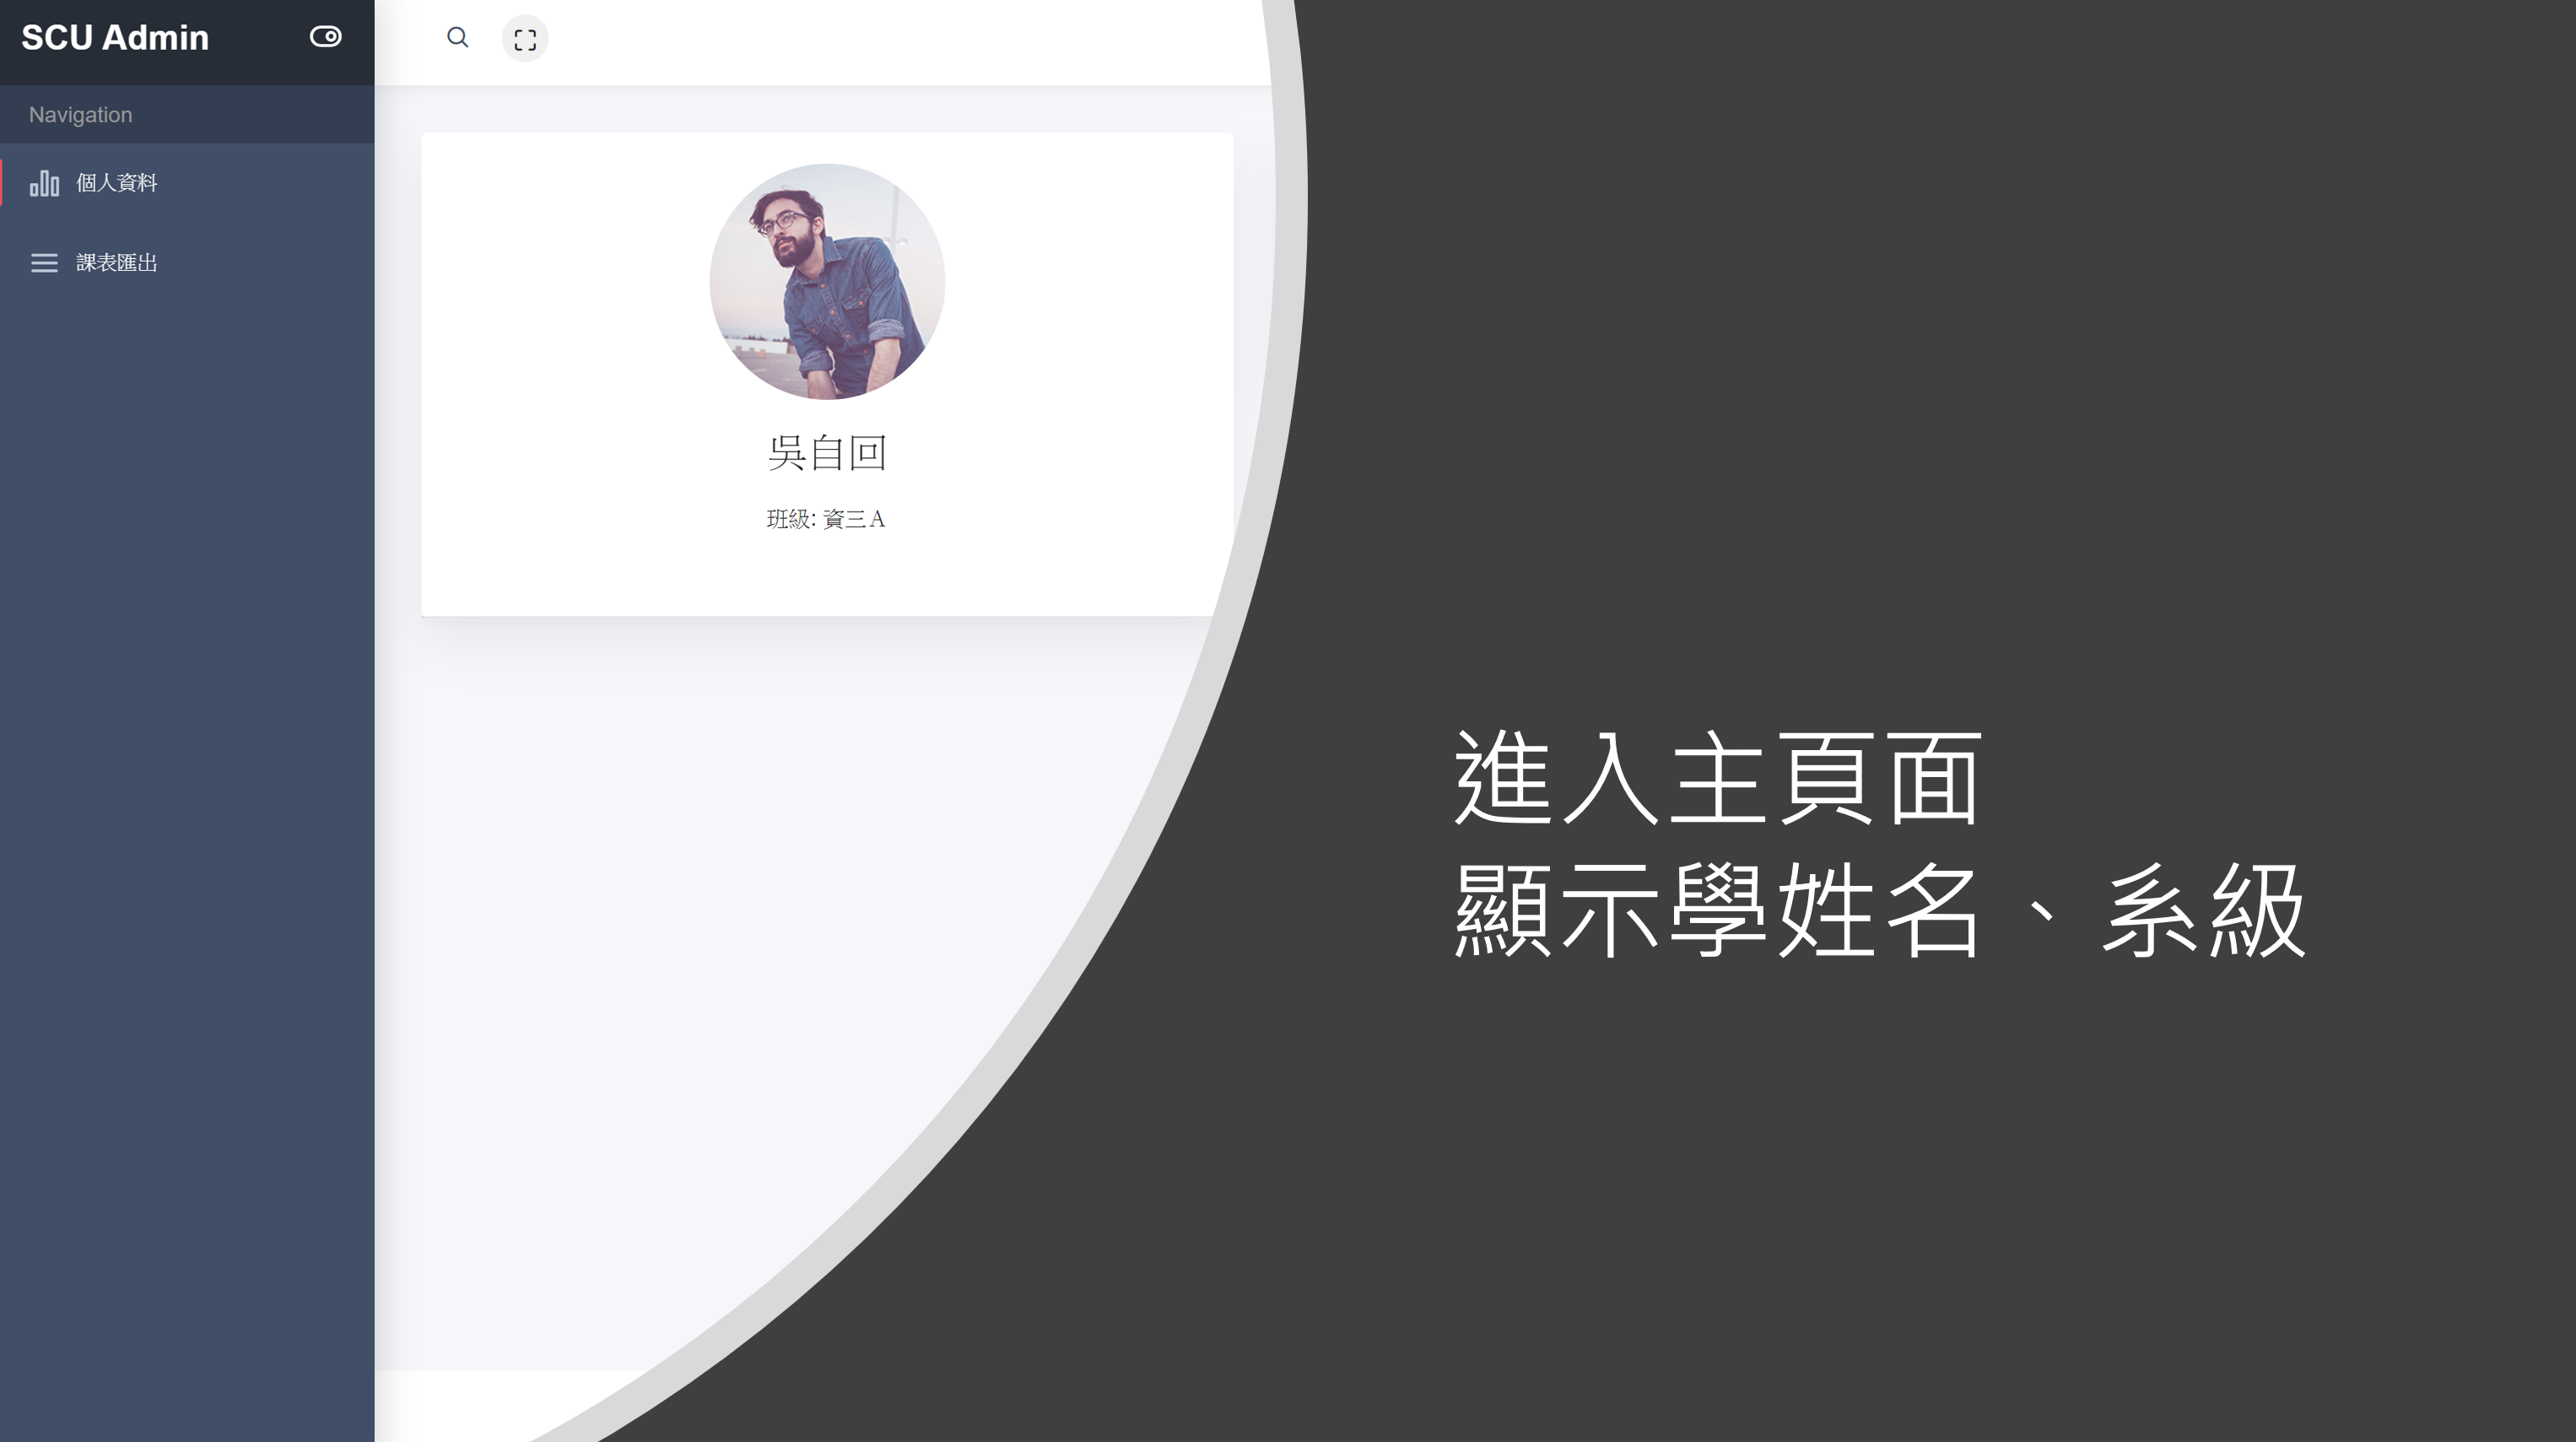 SCU Admin
Navigation
個人資料
課表匯出
吳自回
班級: 資三A
進入主頁面
顯示學姓名、系級